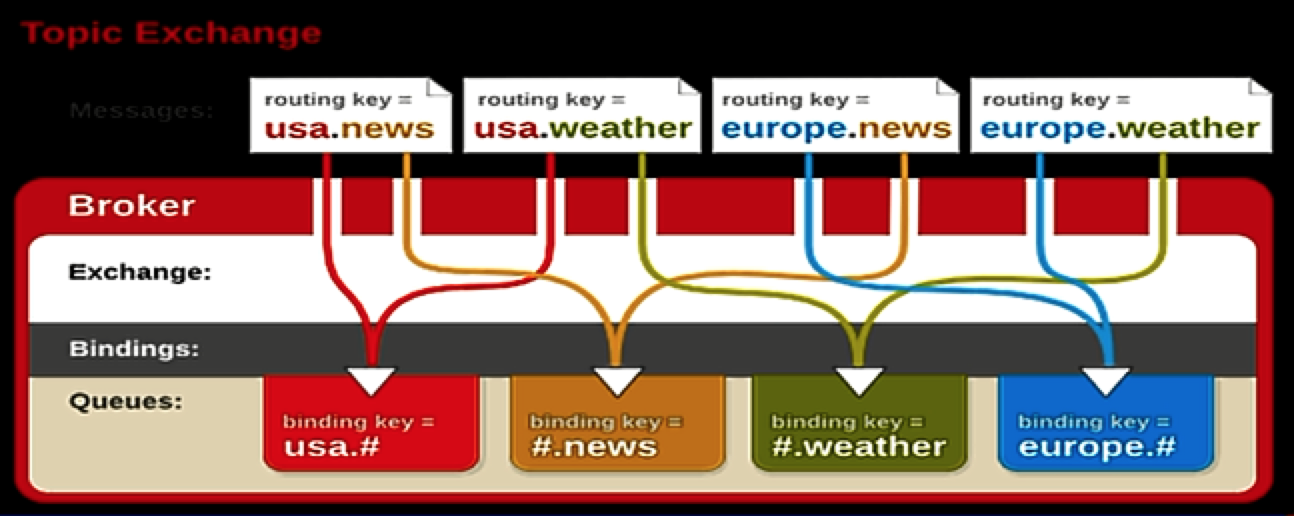 Topic Exchange
Messages:
routing key =
usa.news
routing key =
usa.weather
routing key =
europe.news
routing key =
europe.weather
Broker
Exchange:
Bindings:
Queues:
binding key =
usa.#
binding key =
#.news
binding key =
#.weather
binding key =
europe.#